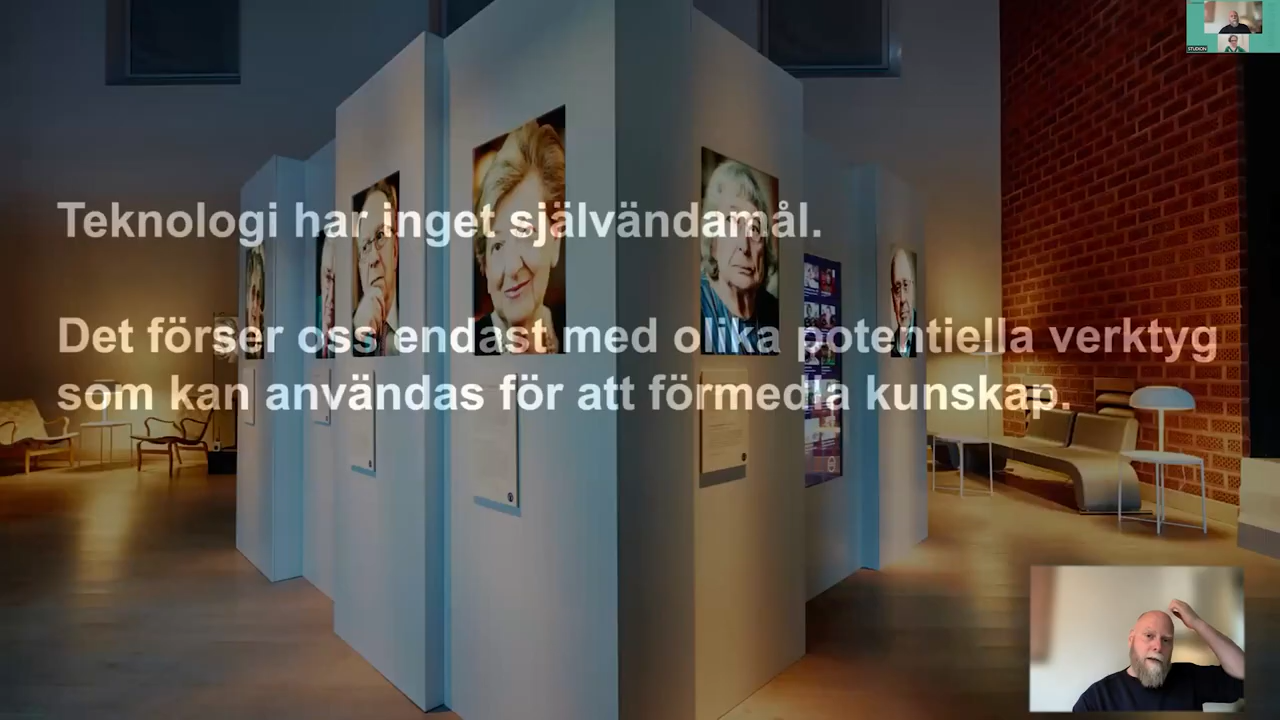 STUDION
Teknologi har inget självändamål.
Det förser oss endast med olika potentiella verktyg
som kan användas för att förmedla kunskap.